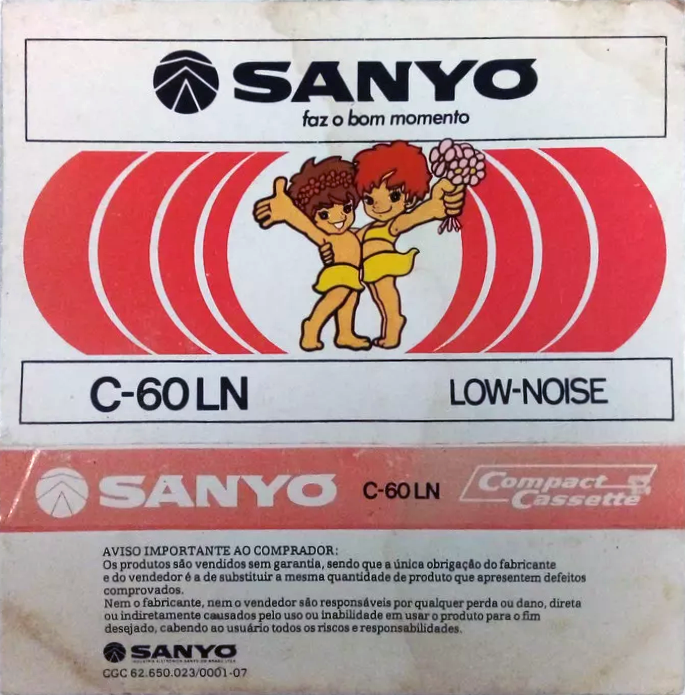 SANYO
faz o bom momento
C-60 LN
LOW-NOISE
SANYO C-60 LN Compact Cassette
AVISO IMPORTANTE AO COMPRADOR:
Os produtos são vendidos sem garantia, sendo que a única obrigação do fabricante
e do vendedor é a de substituir a mesma quantidade de produto que apresentem defeitos
comprovados.
Nem o fabricante, nem o vendedor são responsáveis por qualquer perda ou dano, direta
ou indiretamente causados pelo uso ou inabilidade em usar o produto para o fim
desejado, cabendo ao usuário todos os riscos e responsabilidades.
SANYO
CGC 62.650.023/0001-07